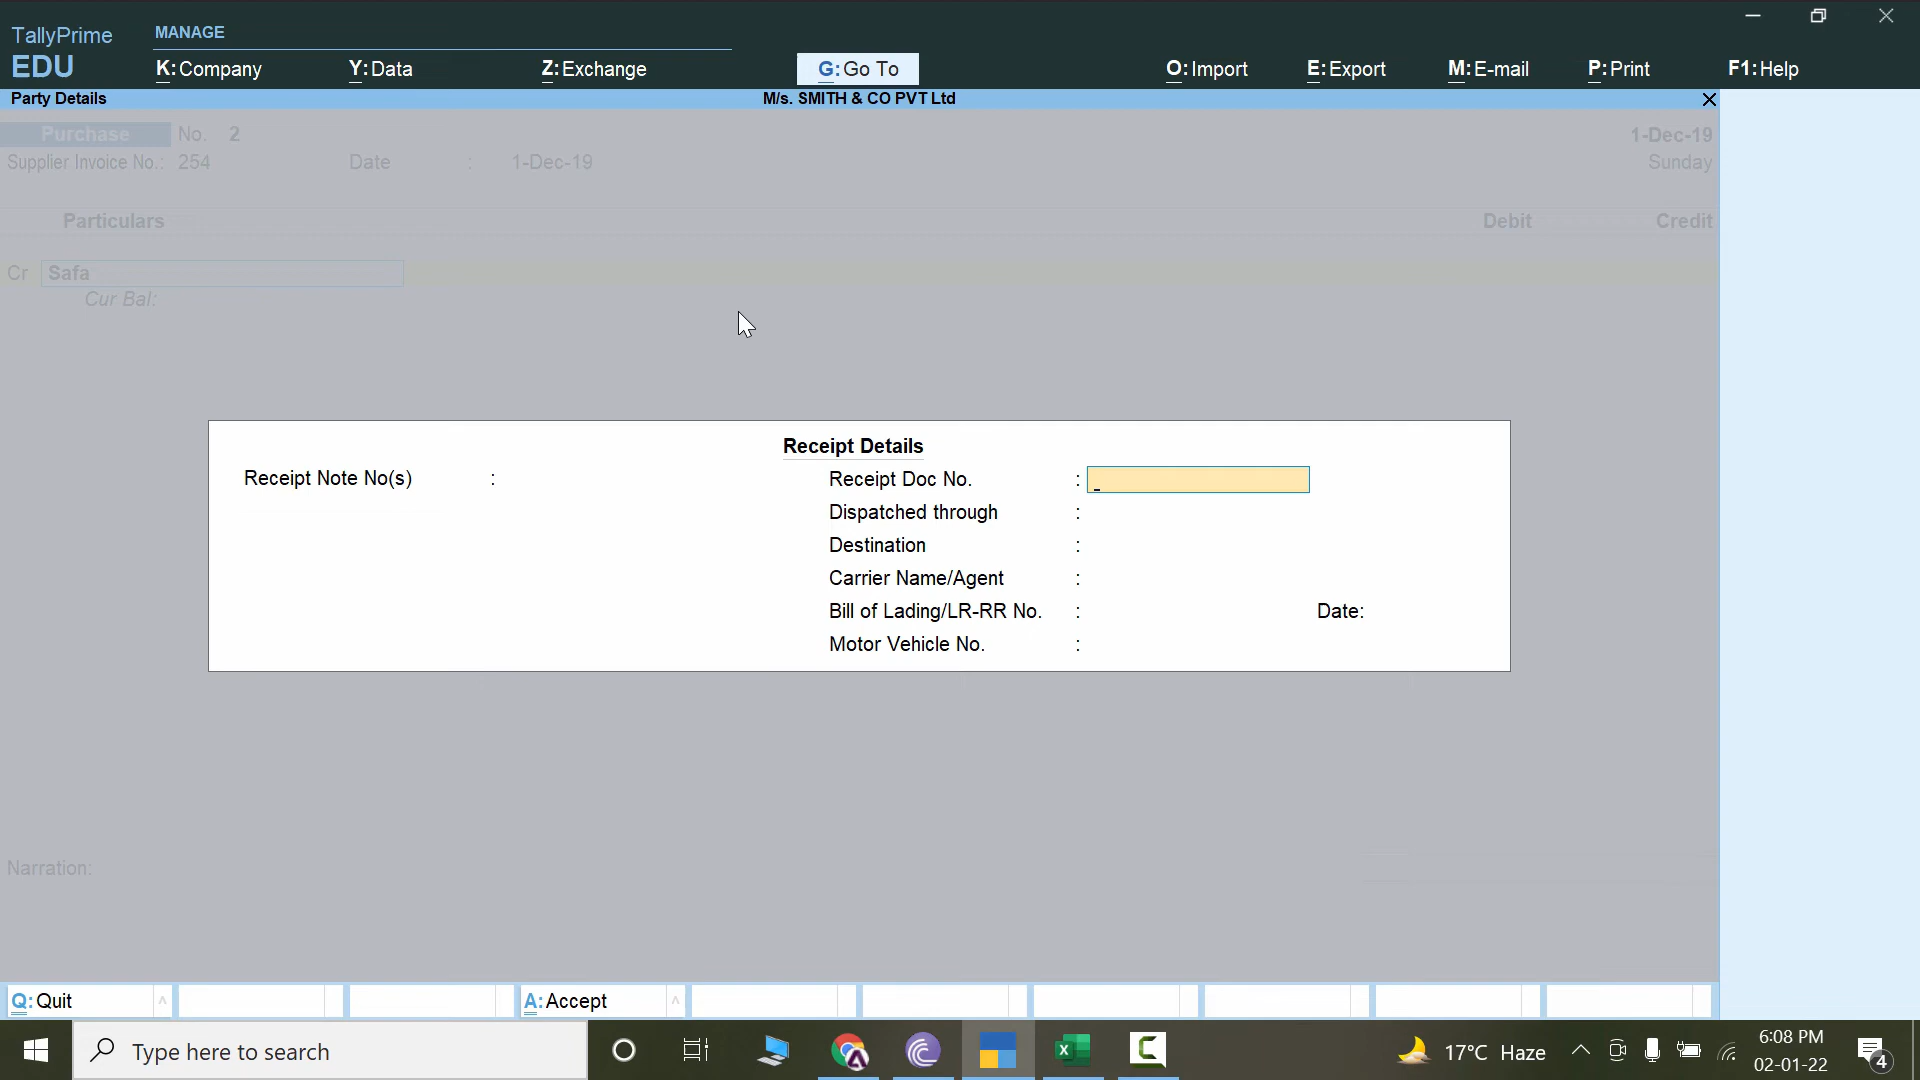 TallyPrime
EDU
MANAGE
K:Company
Y:Data
Z:Exchange
G:Go To
O:Import
E:Export
M:E-mail
P:Print
F1:Help
Party Details
M/s. SMITH & CO PVT Ltd
Purchase No. 2
1-Dec-19
Supplier Invoice No.: 254 Date : 1-Dec-19
Sunday
Particulars
Debit
Credit
Cr Safa
Cur Bal:
Receipt Details
Receipt Note No(s) :
Receipt Doc No. :
Dispatched through :
Destination :
Carrier Name/Agent :
Bill of Lading/LR-RR No. :
Date:
Motor Vehicle No. :
Narration:
Q:Quit
A:Accept
Type here to search
17°C Haze
6:08 PM
02-01-22
4